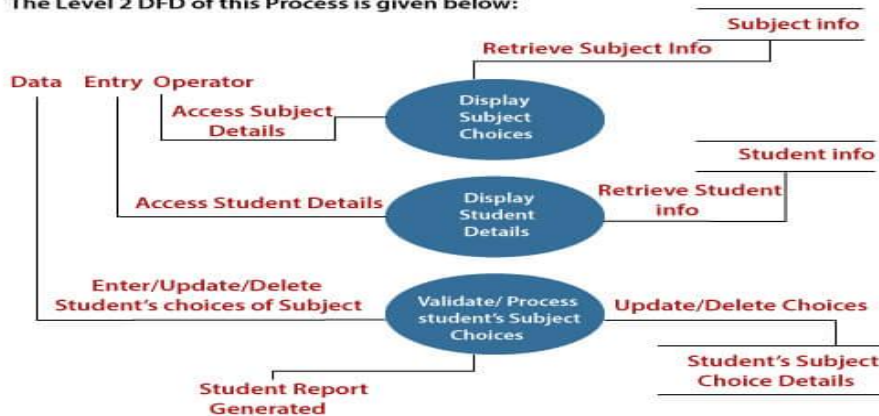 The Level 2 DFD of this Process is given below:
Subject info
Retrieve Subject Info
Data Entry Operator
Access Subject
Details
Display
Subject
Choices
Student info
Access Student Details
Display
Student
Details
Retrieve Student
info
Enter/Update/Delete
Student's choices of Subject
Validate/ Process
student's Subject
Choices
Update/Delete Choices
Student's Subject
Choice Details
Student Report
Generated